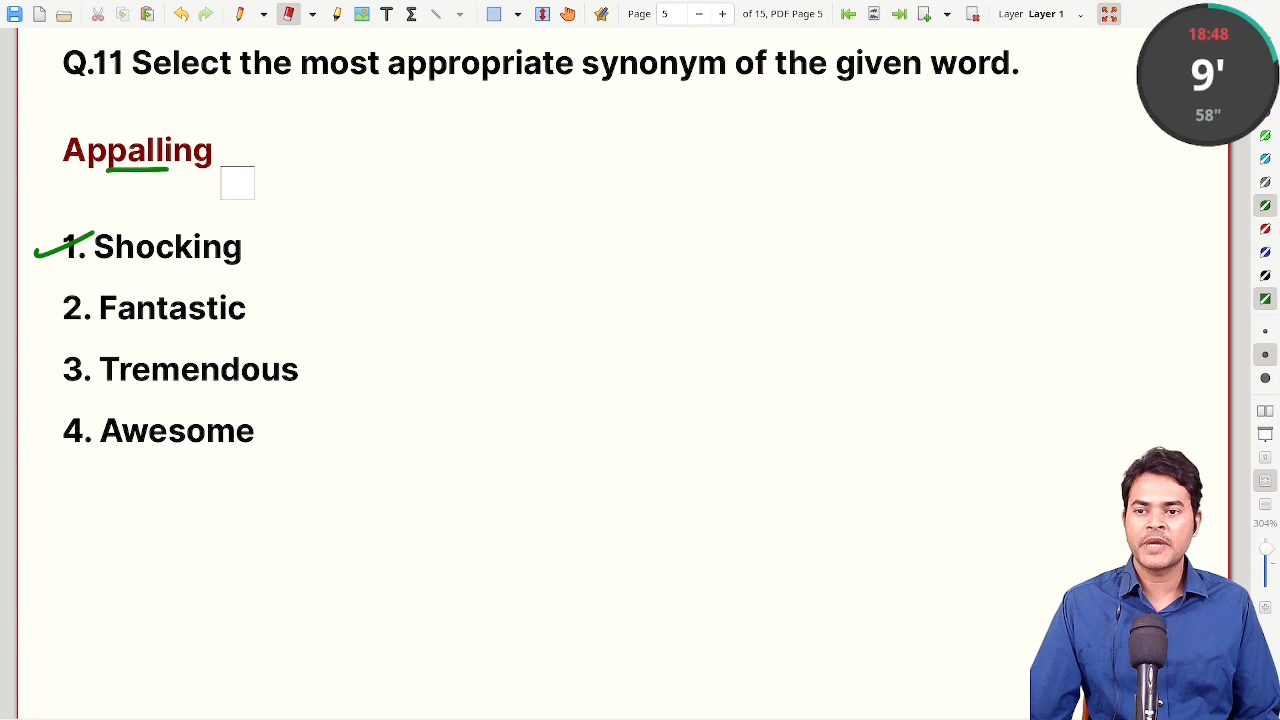 Page 5 of 15, PDF Page 5 Layer Layer 1
18:48
9'
58"
Q.11 Select the most appropriate synonym of the given word.
Appalling
1. Shocking
2. Fantastic
3. Tremendous
4. Awesome
304%